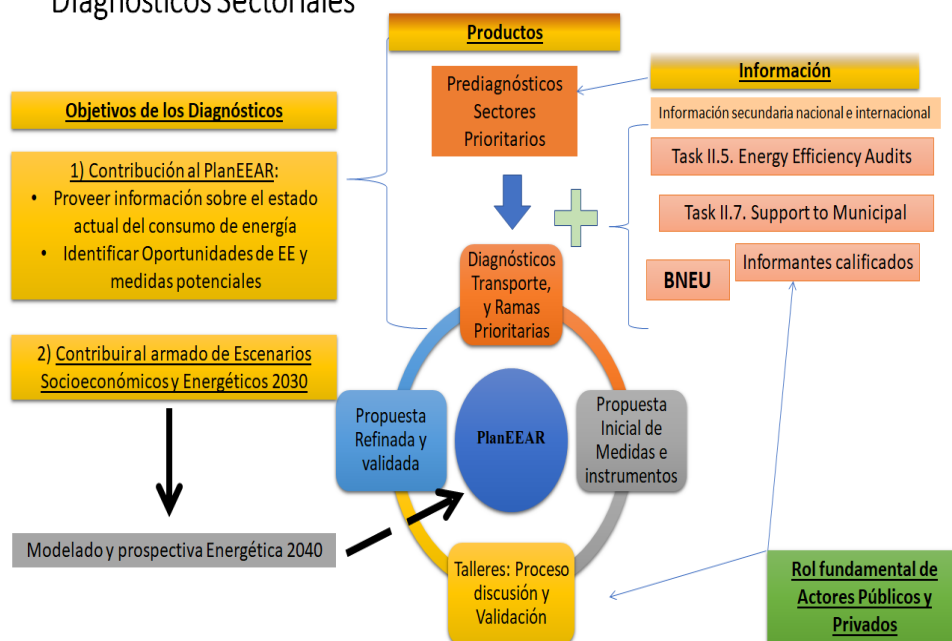 Diagnósticos Sectoriales
Productos
Prediagnósticos
Sectores
Prioritarios
Información
Información secundaria nacional e internacional
Task II.5. Energy Efficiency Audits
Task II.7. Support to Municipal
Informantes calificados
BNEU
Objetivos de los Diagnósticos
1) Contribución al PlanEEAR:
• Proveer información sobre el estado
actual del consumo de energía
• Identificar Oportunidades de EE y
medidas potenciales
2) Contribuir al armado de Escenarios
Socioeconómicos y Energéticos 2030
Modelado y prospectiva Energética 2040
Diagnósticos
Transporte,
y Ramas
Prioritarias
Propuesta
Inicial de
Medidas e
instrumentos
Talleres: Proceso
discusión y
Validación
Propuesta
Refinada y
validada
PlanEEAR
Rol fundamental de
Actores Públicos y
Privados